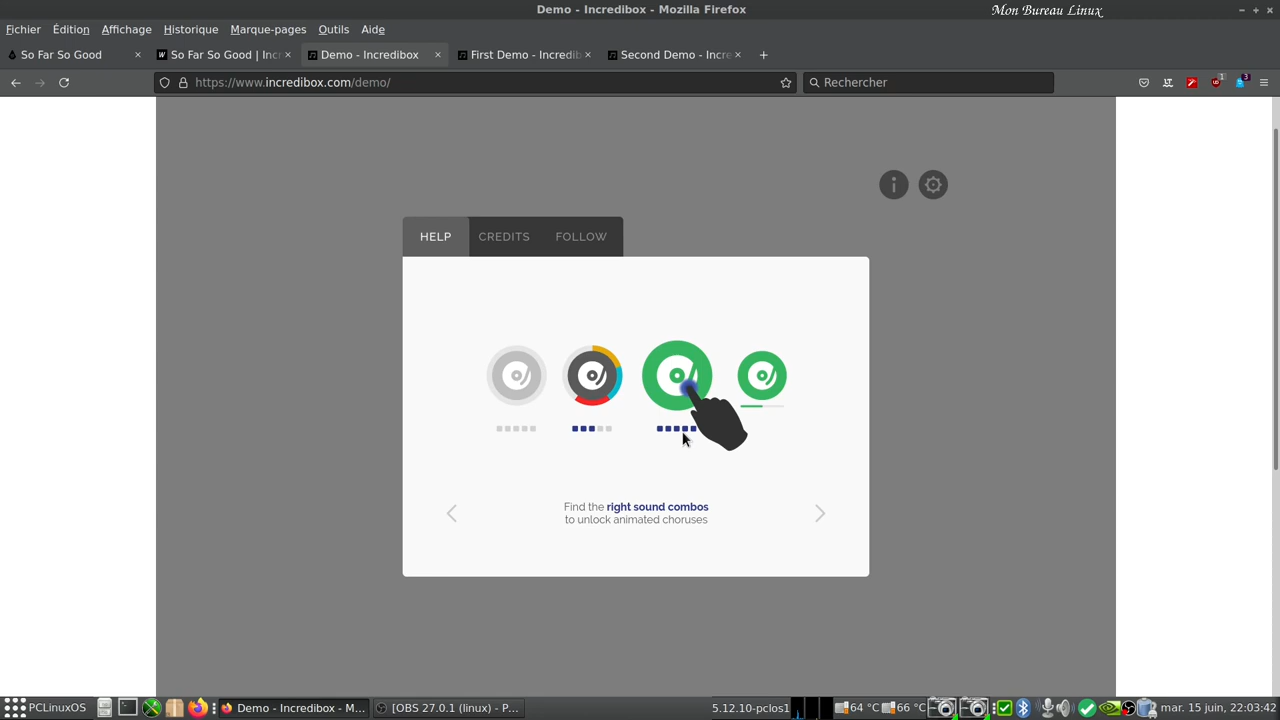 Demo - Incredibox — Mozilla Firefox
Mon Bureau Linux
Fichier Édition Affichage Historique Marque-pages Outils Aide
So Far So Good
So Far So Good | Inc
Demo - Incredibox
First Demo - Incredib
Second Demo - Incre
https://www.incredibox.com/demo/
Rechercher
HELP CREDITS FOLLOW
Find the right sound combos
to unlock animated choruses
PCLinuxOS
Demo - Incredibox - M...
[OBS 27.0.1 (linux) - P...
5.12.10-pclos1
64 °C
66 °C
mar. 15 juin, 22:03:42